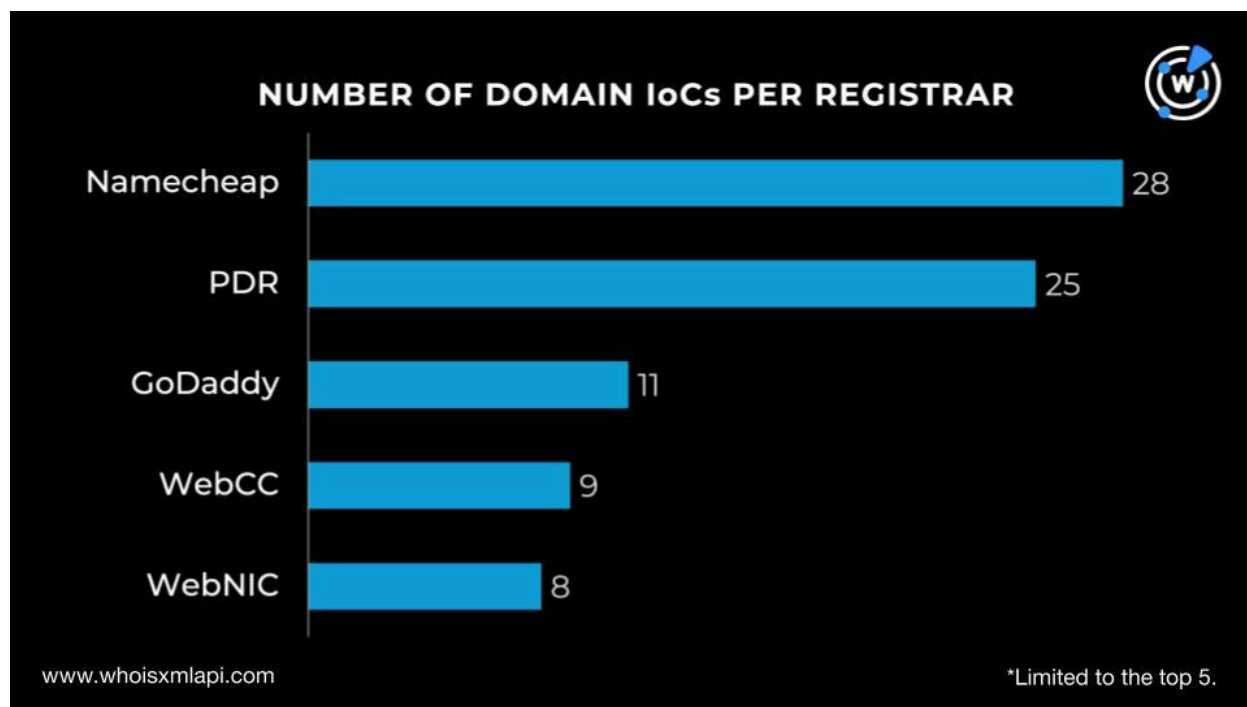 NUMBER OF DOMAIN IoCs PER REGISTRAR
W
Namecheap 28
PDR 25
GoDaddy 11
WebCC 9
WebNIC 8
www.whoisxmlapi.com
*Limited to the top 5.